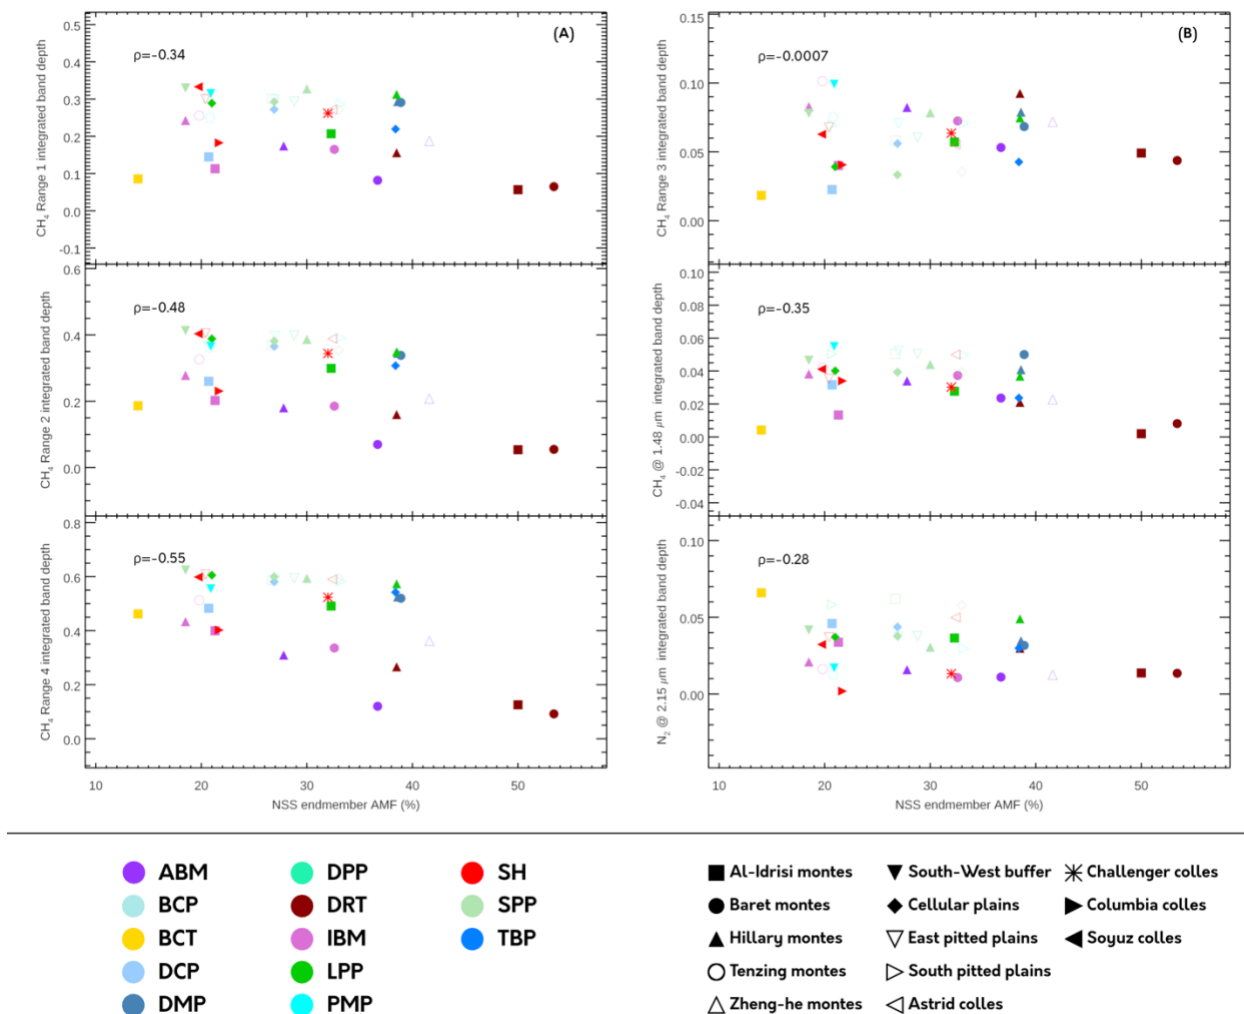 (A)
ρ=-0.34
CH₄ Range 1 integrated band depth
0.5
0.4
0.3
0.2
0.1
0.0
-0.1
ρ=-0.48
CH₄ Range 2 integrated band depth
0.6
0.4
0.2
0.0
ρ=-0.55
CH₄ Range 4 integrated band depth
0.8
0.6
0.4
0.2
0.0
10 20 30 40 50
NSS endmember AMF (%)
(B)
ρ=-0.0007
CH₄ Range 3 integrated band depth
0.15
0.10
0.05
0.00
ρ=-0.35
CH₄ @ 1.48 μm integrated band depth
0.10
0.08
0.06
0.04
0.02
0.00
-0.02
-0.04
ρ=-0.28
N₂ @ 2.15 μm integrated band depth
0.10
0.05
0.00
10 20 30 40 50
NSS endmember AMF (%)
ABM
BCP
BCT
DCP
DMP
DPP
DRT
IBM
LPP
PMP
SH
SPP
TBP
Al-Idrisi montes
Baret montes
Hillary montes
Tenzing montes
Zheng-he montes
South-West buffer
Cellular plains
East pitted plains
South pitted plains
Astrid colles
Challenger colles
Columbia colles
Soyuz colles